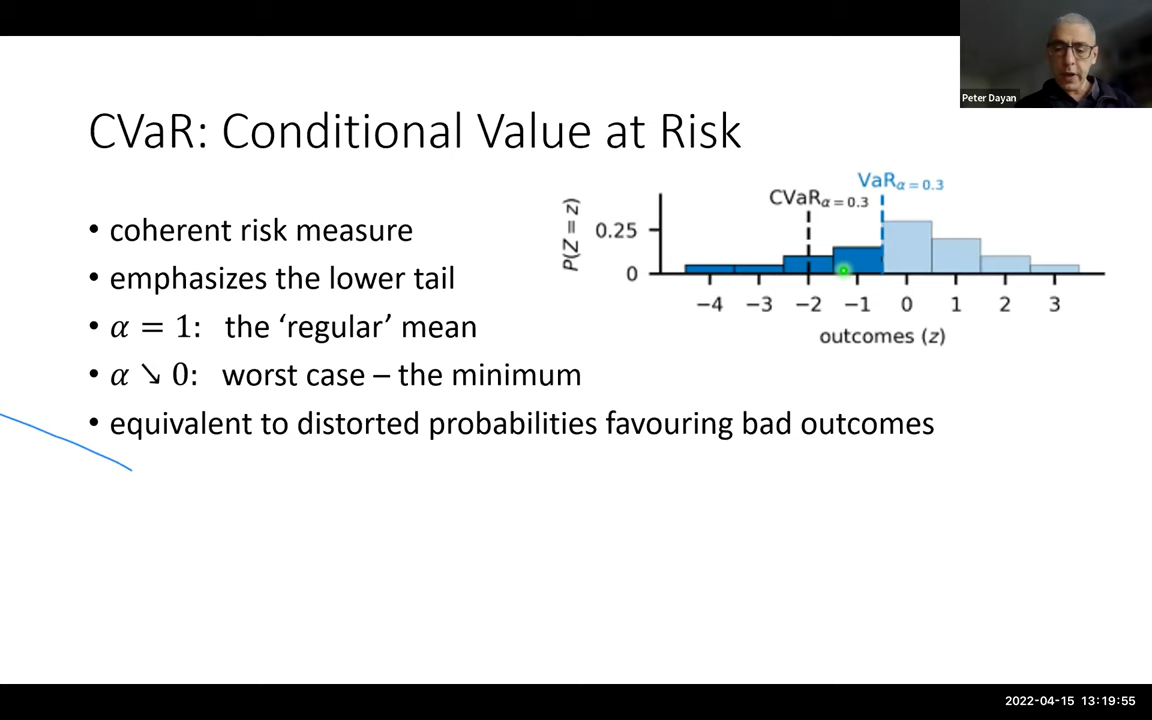 Peter Dayan
CVaR: Conditional Value at Risk
• coherent risk measure
• emphasizes the lower tail
• α = 1: the ‘regular’ mean
• α ↘ 0: worst case – the minimum
• equivalent to distorted probabilities favouring bad outcomes
VaRα = 0.3
CVaRα = 0.3
P(Z = z)
0.25
0
−4 −3 −2 −1 0 1 2 3
outcomes (z)
2022-04-15 13:19:55